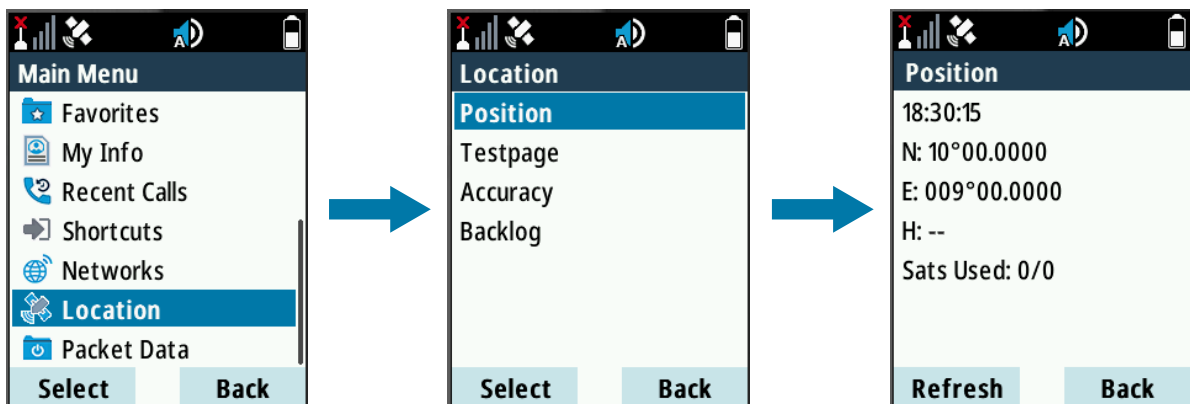 Main Menu
Favorites
My Info
Recent Calls
Shortcuts
Networks
Location
Packet Data
Select Back
A
Location
Position
Testpage
Accuracy
Backlog
Select Back
A
Position
18:30:15
N: 10°00.0000
E: 009°00.0000
H: --
Sats Used: 0/0
Refresh Back
A